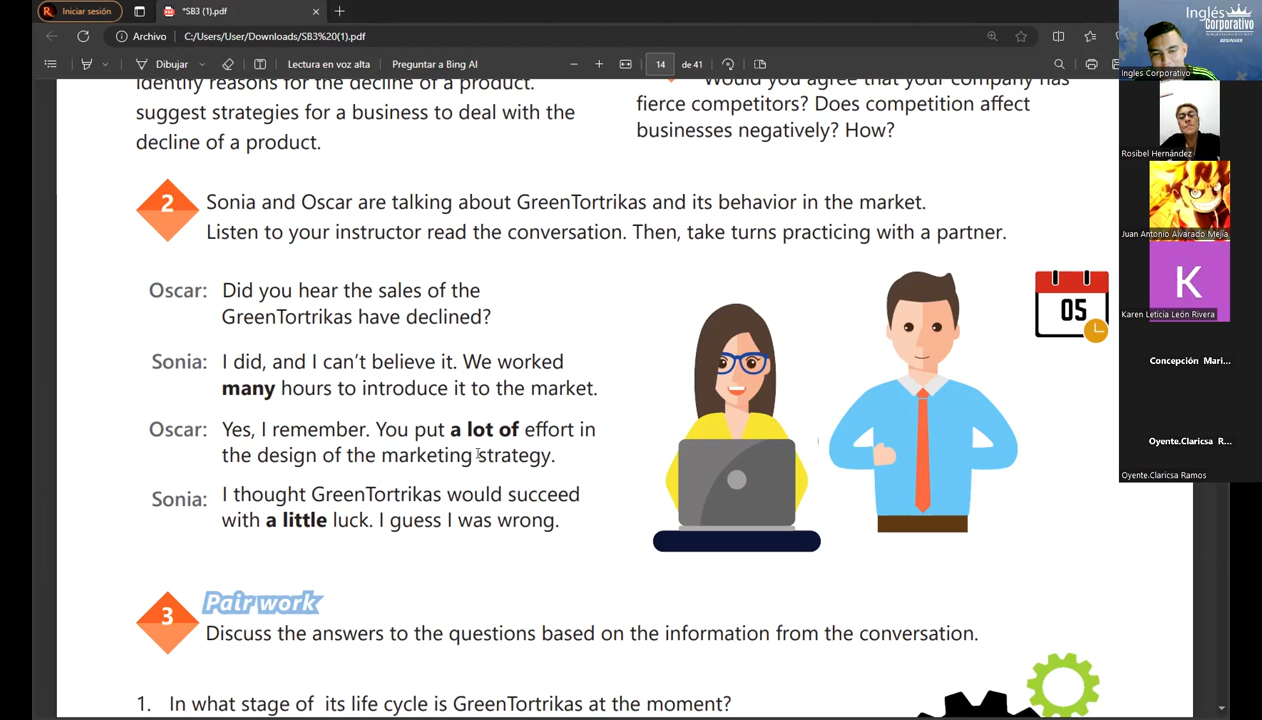 Iniciar sesión
*SB3 (1).pdf
Archivo
C:/Users/User/Downloads/SB3%20(1).pdf
Dibujar
Lectura en voz alta
Preguntar a Bing AI
14
de 41
identify reasons for the decline of a product.
suggest strategies for a business to deal with the
decline of a product.
Would you agree that your company has
fierce competitors? Does competition affect
businesses negatively? How?
2
Sonia and Oscar are talking about GreenTortrikas and its behavior in the market.
Listen to your instructor read the conversation. Then, take turns practicing with a partner.
Oscar: Did you hear the sales of the
GreenTortrikas have declined?
Sonia: I did, and I can't believe it. We worked
many hours to introduce it to the market.
Oscar: Yes, I remember. You put a lot of effort in
the design of the marketing strategy.
Sonia: I thought GreenTortrikas would succeed
with a little luck. I guess I was wrong.
05
3
Pair work
Discuss the answers to the questions based on the information from the conversation.
1. In what stage of its life cycle is GreenTortrikas at the moment?
Inglés
Corporativo
BEGINNER
Ingles Corporativo
Rosibel Hernández
Juan Antonio Alvarado Mejía
K
Karen Leticia León Rivera
Concepción Mari...
Oyente.Claricsa R...
Oyente.Claricsa Ramos